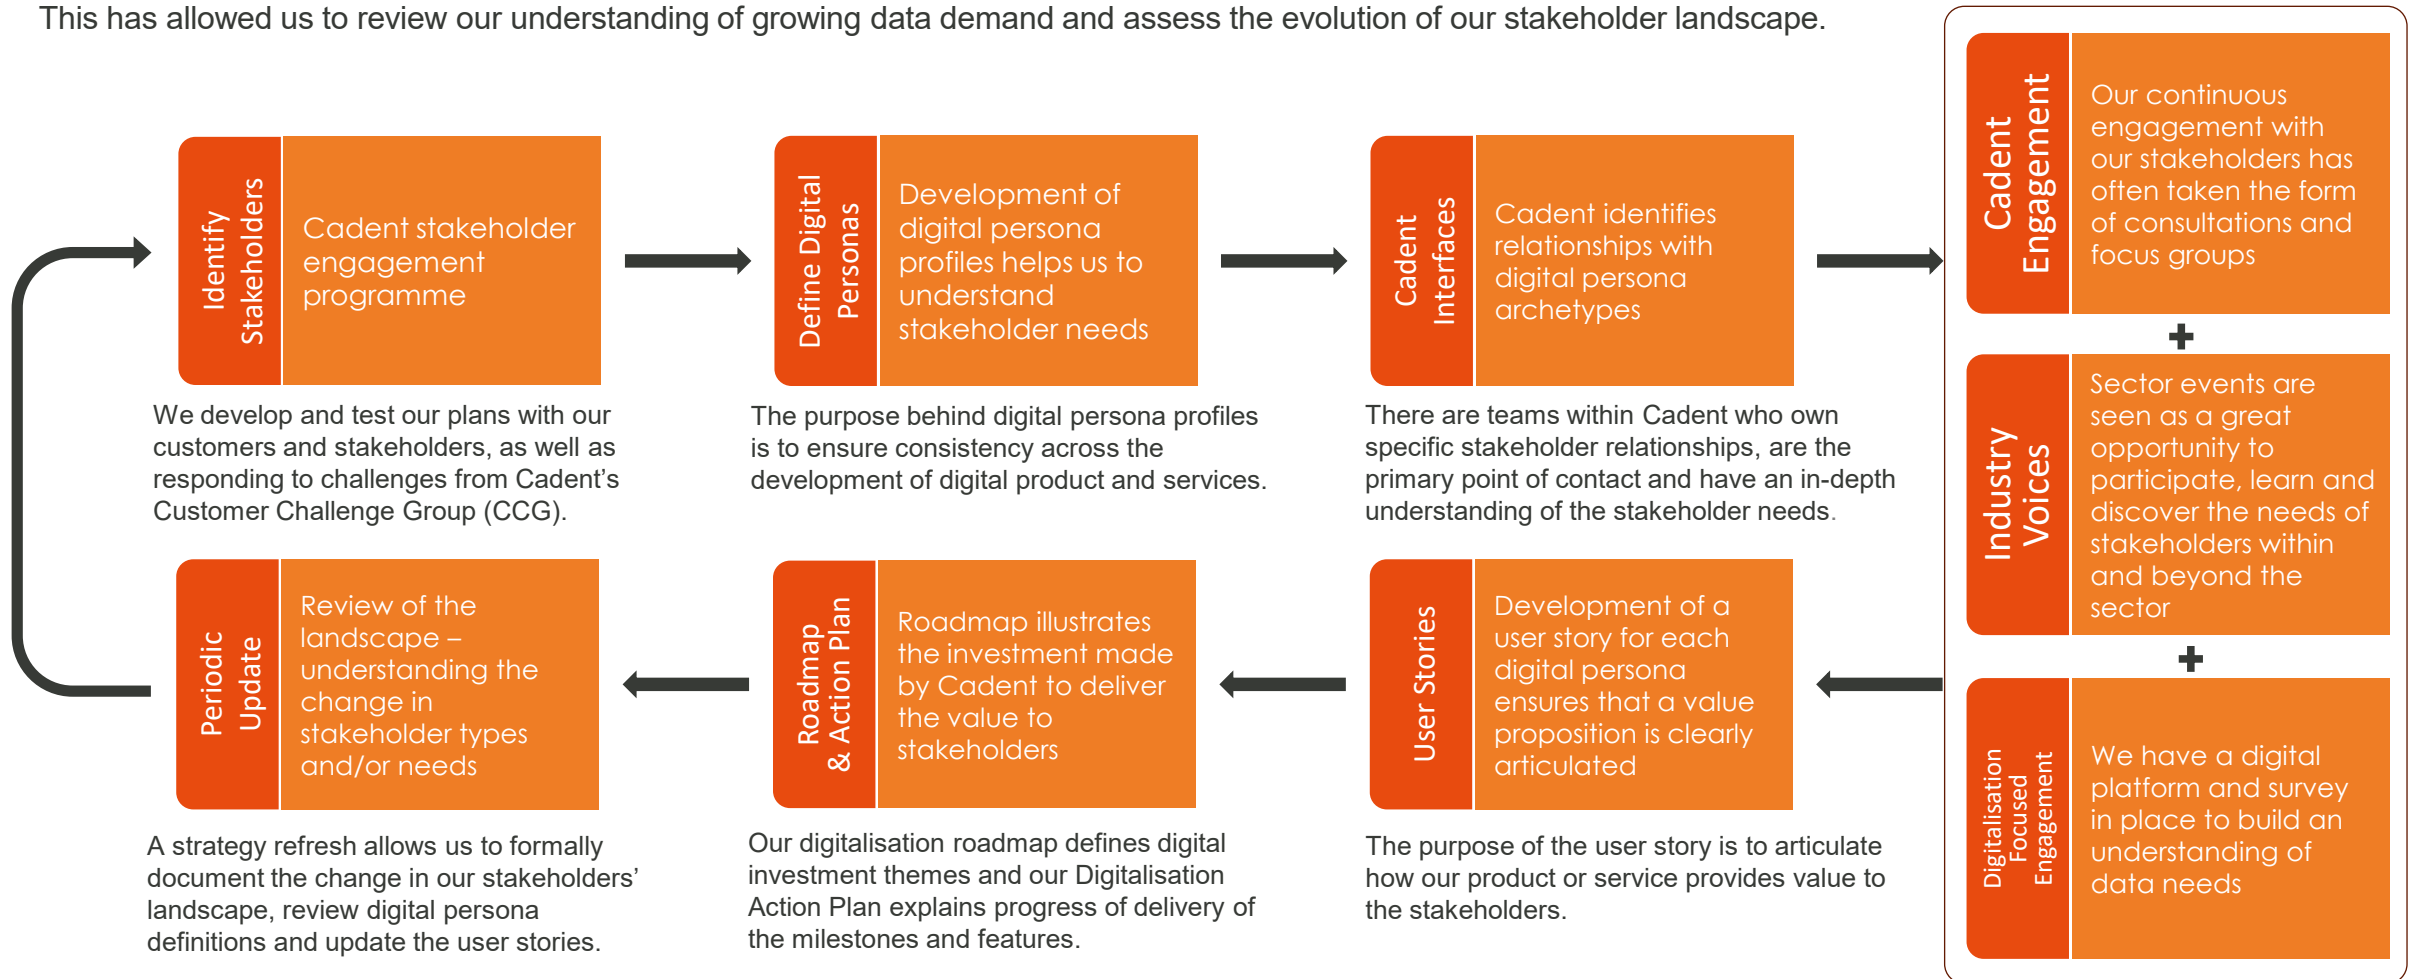 This has allowed us to review our understanding of growing data demand and assess the evolution of our stakeholder landscape.
Identify
Stakeholders
Cadent stakeholder
engagement
programme
We develop and test our plans with our
customers and stakeholders, as well as
responding to challenges from Cadent’s
Customer Challenge Group (CCG).
Define Digital
Personas
Development of
digital persona
profiles helps us to
understand
stakeholder needs
The purpose behind digital persona profiles
is to ensure consistency across the
development of digital product and services.
Cadent
Interfaces
Cadent identifies
relationships with
digital persona
archetypes
There are teams within Cadent who own
specific stakeholder relationships, are the
primary point of contact and have an in-depth
understanding of the stakeholder needs.
Cadent
Engagement
Our continuous
engagement with
our stakeholders has
often taken the form
of consultations and
focus groups
Industry
Voices
Sector events are
seen as a great
opportunity to
participate, learn and
discover the needs of
stakeholders within
and beyond the
sector
Digitalisation
Focused
Engagement
We have a digital
platform and survey
in place to build an
understanding of
data needs
User Stories
Development of a
user story for each
digital persona
ensures that a value
proposition is clearly
articulated
The purpose of the user story is to articulate
how our product or service provides value to
the stakeholders.
Roadmap
& Action Plan
Roadmap illustrates
the investment made
by Cadent to deliver
the value to
stakeholders
Our digitalisation roadmap defines digital
investment themes and our Digitalisation
Action Plan explains progress of delivery of
the milestones and features.
Periodic
Update
Review of the
landscape –
understanding the
change in
stakeholder types
and/or needs
A strategy refresh allows us to formally
document the change in our stakeholders’
landscape, review digital persona
definitions and update the user stories.